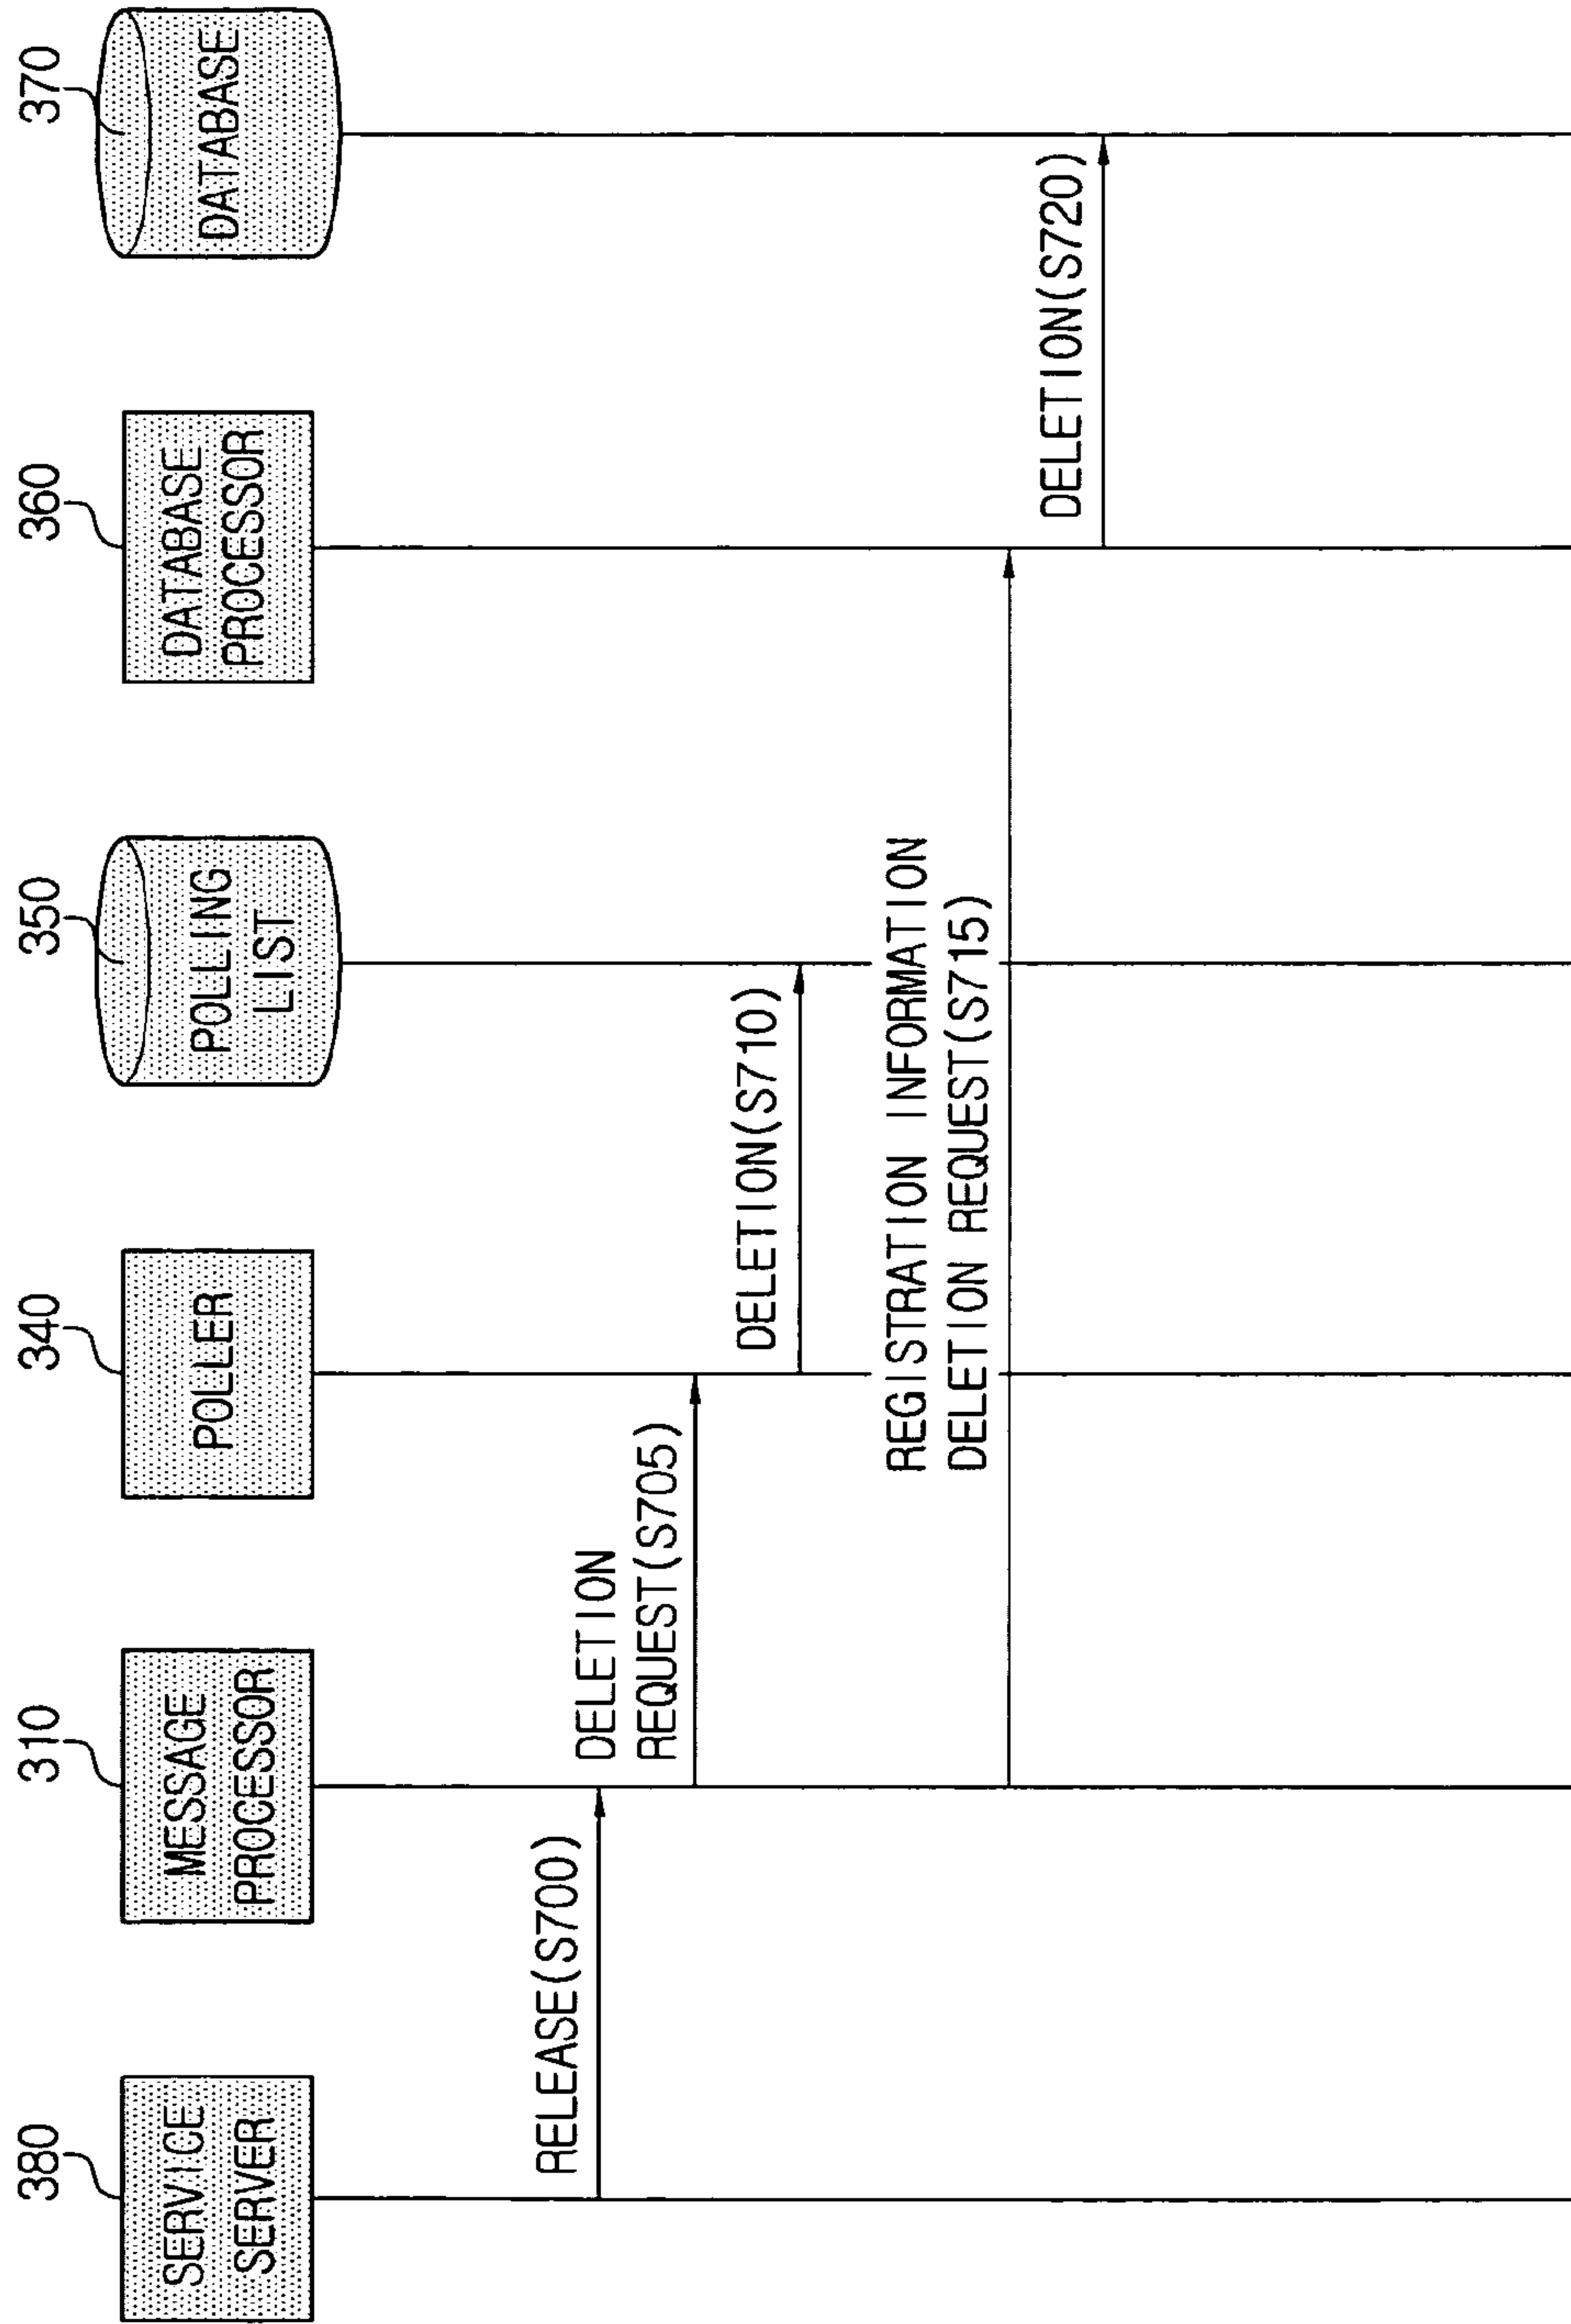 380
SERVICE
SERVER
310
MESSAGE
PROCESSOR
340
POLLER
350
POLLING
LIST
360
DATABASE
PROCESSOR
370
DATABASE
RELEASE(S700)
DELETION
REQUEST(S705)
DELETION(S710)
REGISTRATION INFORMATION
DELETION REQUEST(S715)
DELETION(S720)